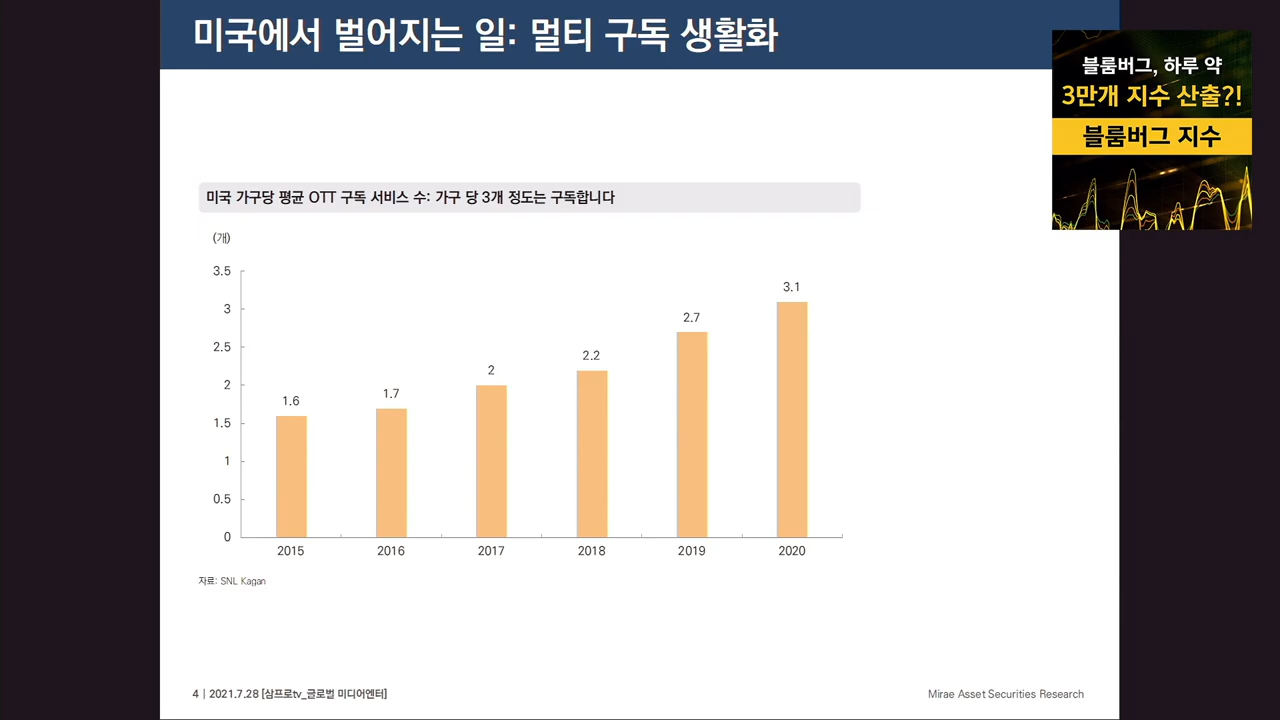 미국에서 벌어지는 일: 멀티 구독 생활화
블룸버그, 하루 약
3만개 지수 산출?!
블룸버그 지수
미국 가구당 평균 OTT 구독 서비스 수: 가구 당 3개 정도는 구독합니다
(개)
3.5
3
2.5
2
1.5
1
0.5
0
1.6
1.7
2
2.2
2.7
3.1
2015
2016
2017
2018
2019
2020
자료: SNL Kagan
4 | 2021.7.28 [삼프로tv_글로벌 미디어엔터]
Mirae Asset Securities Research